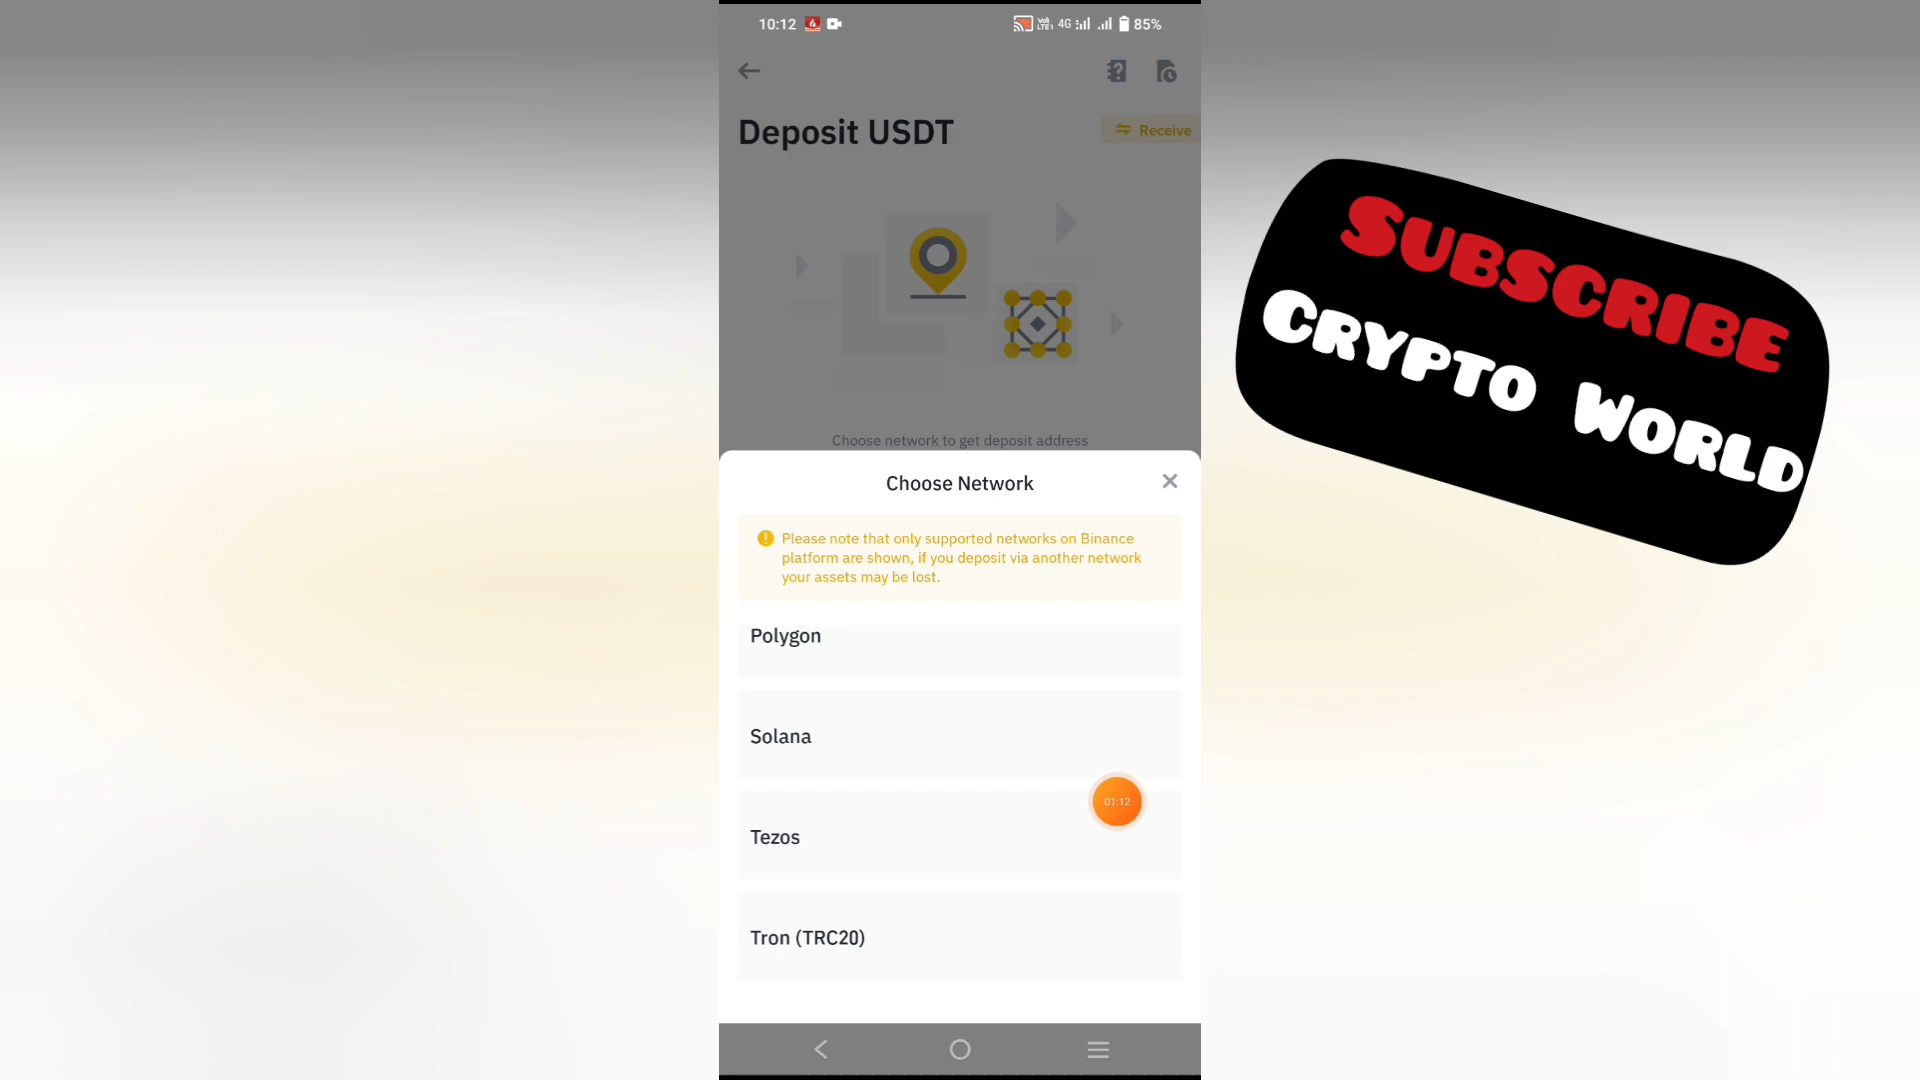 10:12
4G
85%
Deposit USDT
Receive
Choose network to get deposit address
Choose Network
Please note that only supported networks on Binance
platform are shown, if you deposit via another network
your assets may be lost.
Polygon
Solana
01:12
Tezos
Tron (TRC20)
Subscribe
Crypto World